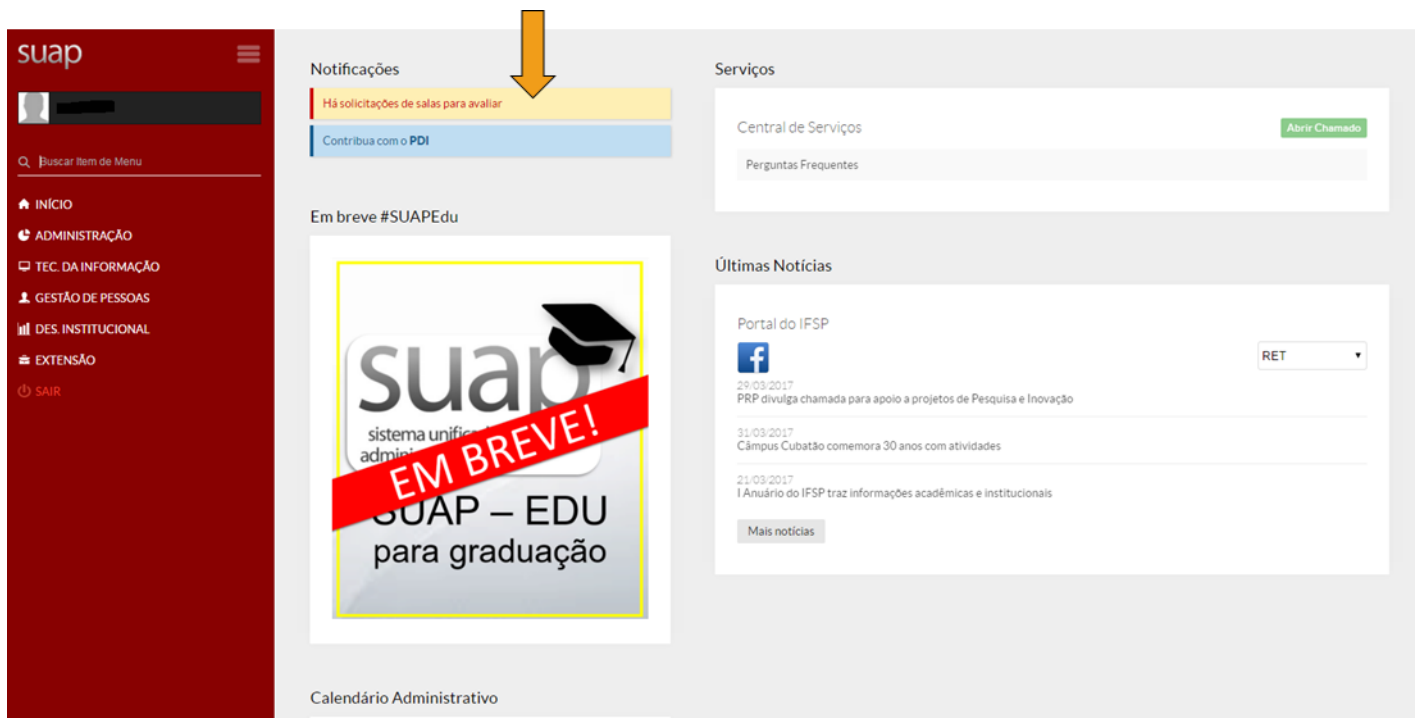 suap
Buscar Item de Menu
INÍCIO
ADMINISTRAÇÃO
TEC. DA INFORMAÇÃO
GESTÃO DE PESSOAS
DES. INSTITUCIONAL
EXTENSÃO
SAIR
Notificações
Há solicitações de salas para avaliar
Contribua com o PDI
Em breve #SUAPEdu
suap
sistema unific
admini
EM BREVE!
SUAP – EDU
para graduação
Calendário Administrativo
Serviços
Central de Serviços
Abrir Chamado
Perguntas Frequentes
Últimas Notícias
Portal do IFSP
RET
29/03/2017
PRP divulga chamada para apoio a projetos de Pesquisa e Inovação
31/03/2017
Câmpus Cubatão comemora 30 anos com atividades
21/03/2017
I Anuário do IFSP traz informações acadêmicas e institucionais
Mais notícias